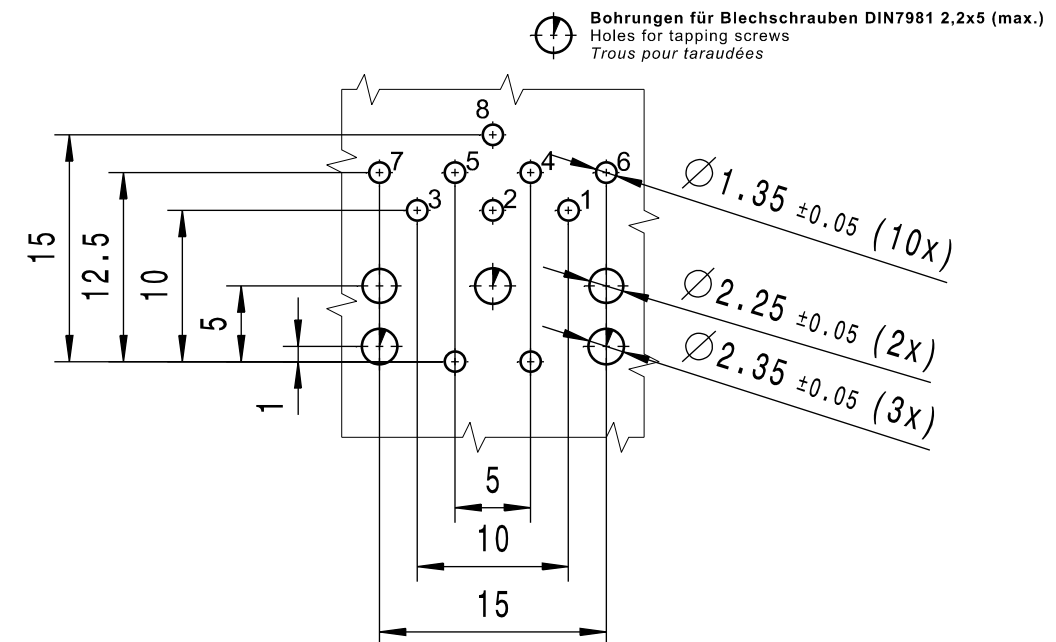 Bohrungen für Blechschrauben DIN7981 2,2x5 (max.)
Holes for tapping screws
Trous pour taraudées
8
7
5
4
6
3
2
1
Ø1.35 ±0.05 (10x)
Ø2.25 ±0.05 (2x)
Ø2.35 ±0.05 (3x)
15
12.5
10
5
1
5
10
15